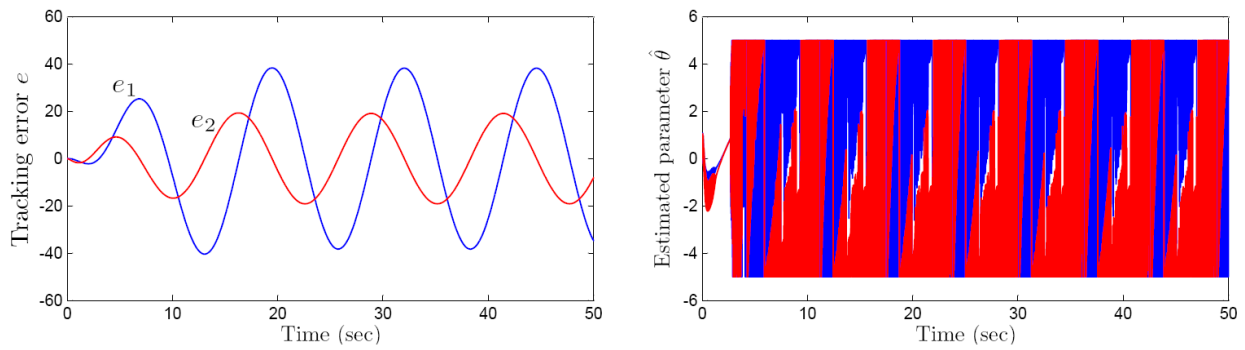 Tracking error e
60
40
20
0
-20
-40
-60
e₁
e₂
0 10 20 30 40 50
Time (sec)
Estimated parameter θ̂
6
4
2
0
-2
-4
-6
0 10 20 30 40 50
Time (sec)